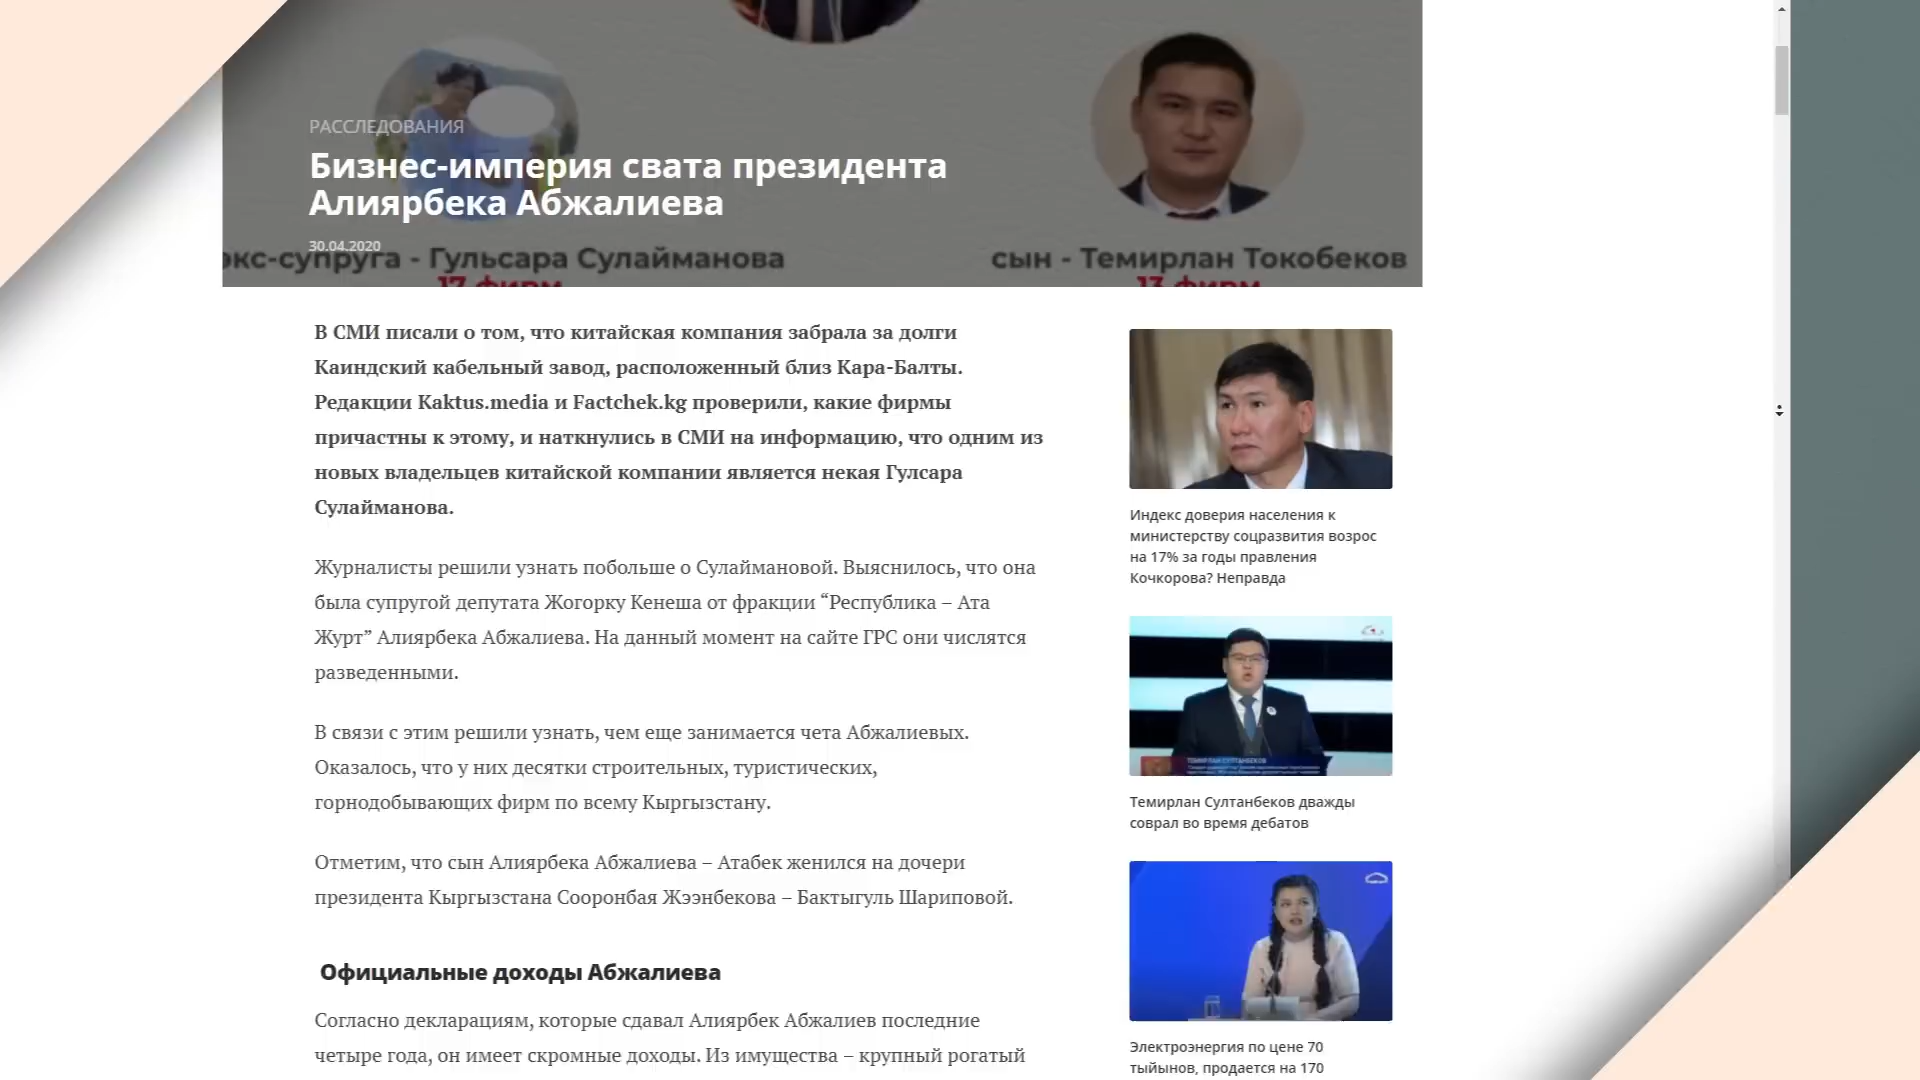 РАССЛЕДОВАНИЯ
Бизнес-империя свата президента
Алиярбека Абжалиева
30.04.2020
экс-супруга - Гульсара Сулайманова
17 фирм
сын - Темирлан Токобеков
13 фирм
В СМИ писали о том, что китайская компания забрала за долги
Каиндский кабельный завод, расположенный близ Кара-Балты.
Редакции Kaktus.media и Factchek.kg проверили, какие фирмы
причастны к этому, и наткнулись в СМИ на информацию, что одним из
новых владельцев китайской компании является некая Гулсара
Сулайманова.
Журналисты решили узнать побольше о Сулаймановой. Выяснилось, что она
была супругой депутата Жогорку Кенеша от фракции “Республика – Ата
Журт” Алиярбека Абжалиева. На данный момент на сайте ГРС они числятся
разведенными.
В связи с этим решили узнать, чем еще занимается чета Абжалиевых.
Оказалось, что у них десятки строительных, туристических,
горнодобывающих фирм по всему Кыргызстану.
Отметим, что сын Алиярбека Абжалиева – Атабек женился на дочери
президента Кыргызстана Сооронбая Жээнбекова – Бактыгуль Шариповой.
Официальные доходы Абжалиева
Согласно декларациям, которые сдавал Алиярбек Абжалиев последние
четыре года, он имеет скромные доходы. Из имущества – крупный рогатый
Индекс доверия населения к
министерству соцразвития возрос
на 17% за годы правления
Кочкорова? Неправда
ТЕМИРЛАН СУЛТАНБЕКОВ
Темирлан Султанбеков дважды
соврал во время дебатов
Электроэнергия по цене 70
тыйынов, продается на 170